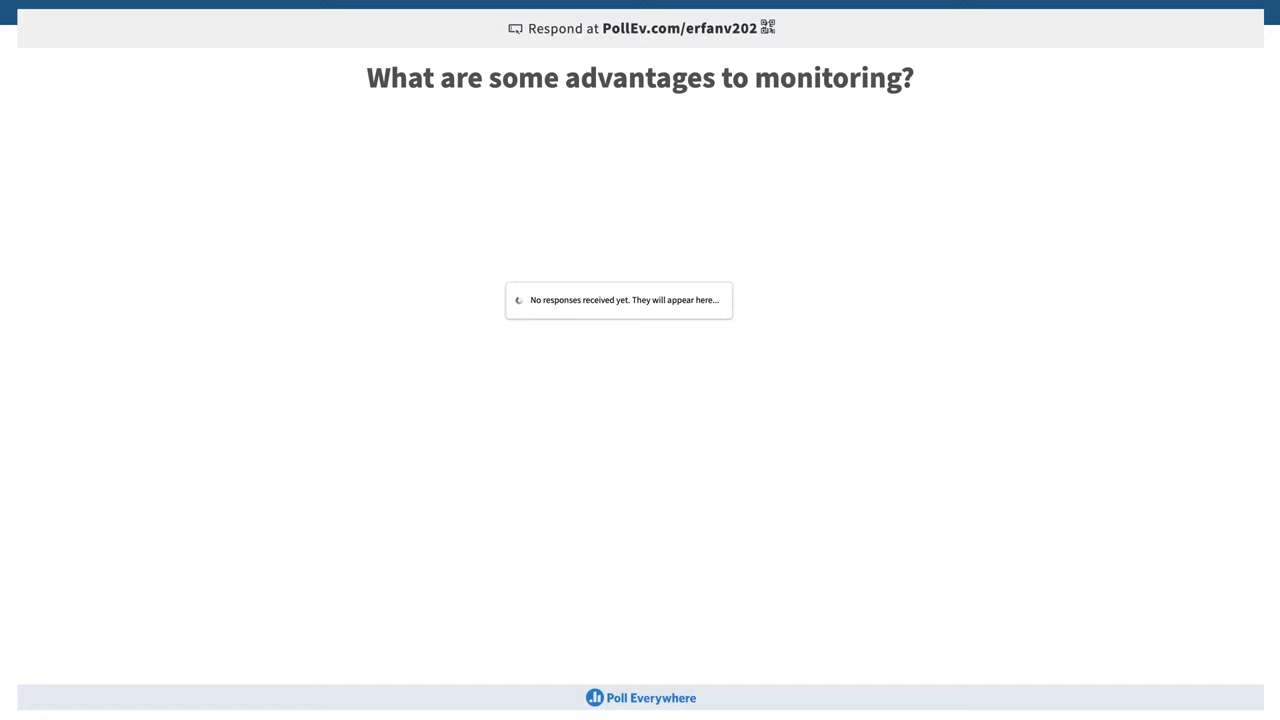 Respond at PollEv.com/erfanv202
What are some advantages to monitoring?
No responses received yet. They will appear here...
Poll Everywhere